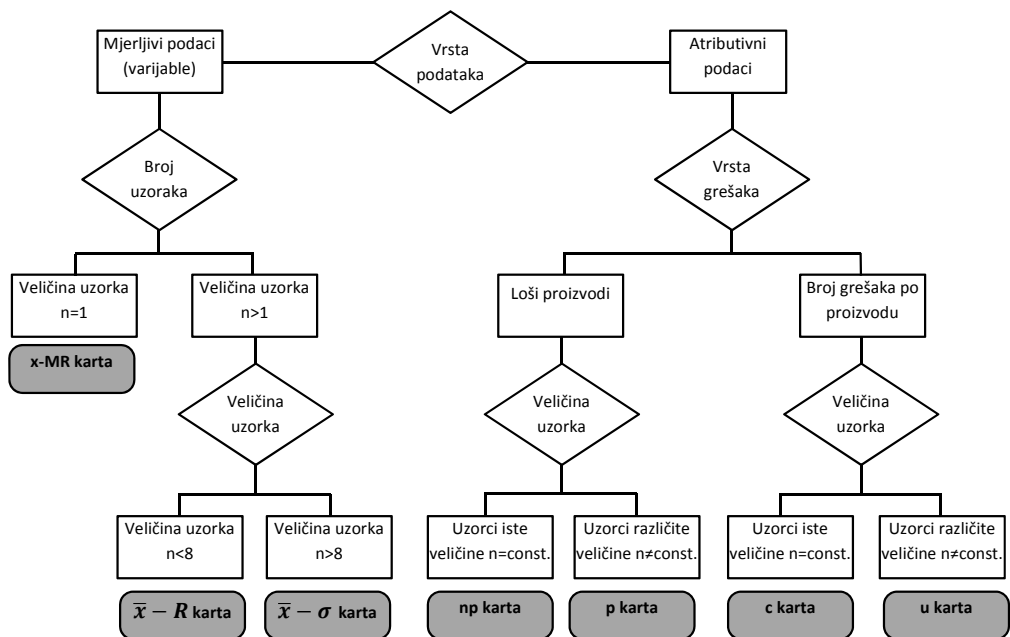 Mjerljivi podaci
(varijable)
Vrsta
podataka
Atributivni
podaci
Broj
uzoraka
Vrsta
grešaka
Veličina uzorka
n=1
Veličina uzorka
n>1
Loši proizvodi
Broj grešaka po
proizvodu
x-MR karta
Veličina
uzorka
Veličina
uzorka
Veličina
uzorka
Veličina uzorka
n<8
Veličina uzorka
n>8
Uzorci iste
veličine n=const.
Uzorci različite
veličine n≠const.
Uzorci iste
veličine n=const.
Uzorci različite
veličine n≠const.
x̅ − R karta
x̅ − σ karta
np karta
p karta
c karta
u karta